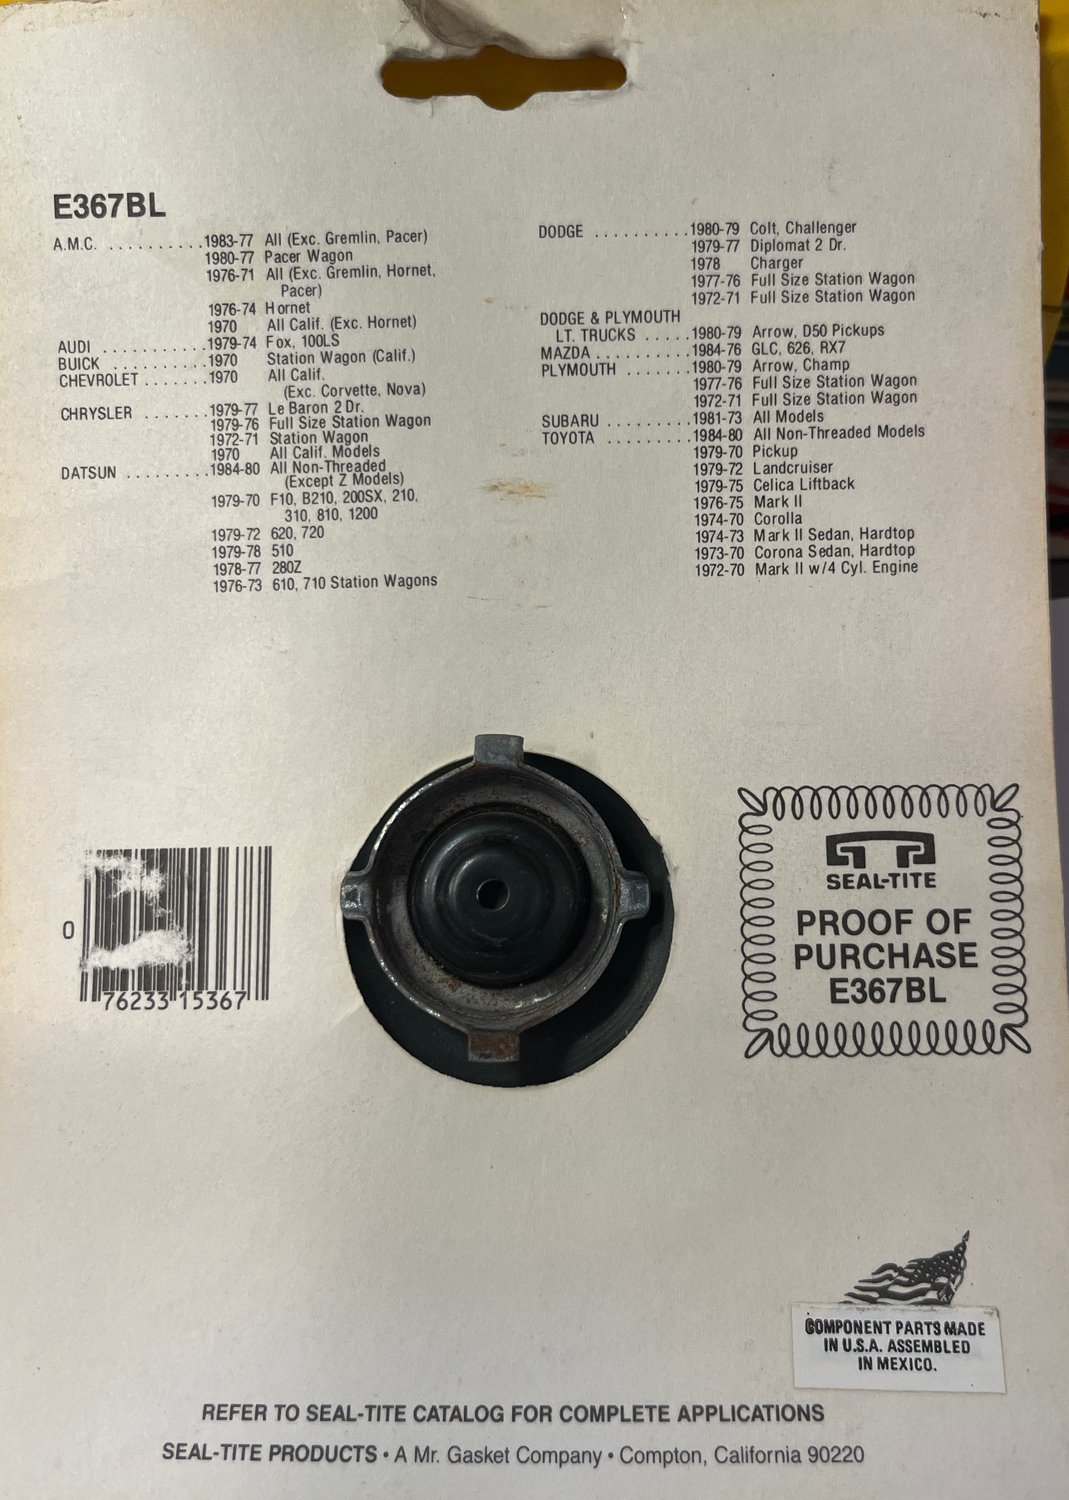 E367BL
A.M.C. ..........1983-77 All (Exc. Gremlin, Pacer)
1980-77 Pacer Wagon
1976-71 All (Exc. Gremlin, Hornet,
Pacer)
1976-74 Hornet
1970 All Calif. (Exc. Hornet)
AUDI ...........1979-74 Fox, 100LS
BUICK ..........1970 Station Wagon (Calif.)
CHEVROLET .......1970 All Calif.
(Exc. Corvette, Nova)
CHRYSLER .......1979-77 Le Baron 2 Dr.
1979-76 Full Size Station Wagon
1972-71 Station Wagon
1970 All Calif. Models
DATSUN .........1984-80 All Non-Threaded
(Except Z Models)
1979-70 F10, B210, 200SX, 210,
310, 810, 1200
1979-72 620, 720
1979-78 510
1978-77 280Z
1976-73 610, 710 Station Wagons
DODGE ..........1980-79 Colt, Challenger
1979-77 Diplomat 2 Dr.
1978 Charger
1977-76 Full Size Station Wagon
1972-71 Full Size Station Wagon
DODGE & PLYMOUTH
LT. TRUCKS .....1980-79 Arrow, D50 Pickups
MAZDA ..........1984-76 GLC, 626, RX7
PLYMOUTH .......1980-79 Arrow, Champ
1977-76 Full Size Station Wagon
1972-71 Full Size Station Wagon
SUBARU .........1981-73 All Models
TOYOTA .........1984-80 All Non-Threaded Models
1979-70 Pickup
1979-72 Landcruiser
1979-75 Celica Liftback
1976-75 Mark II
1974-70 Corolla
1974-73 Mark II Sedan, Hardtop
1973-70 Corona Sedan, Hardtop
1972-70 Mark II w/4 Cyl. Engine
0 76233 15367
SEAL-TITE
PROOF OF
PURCHASE
E367BL
COMPONENT PARTS MADE
IN U.S.A. ASSEMBLED
IN MEXICO.
REFER TO SEAL-TITE CATALOG FOR COMPLETE APPLICATIONS
SEAL-TITE PRODUCTS • A Mr. Gasket Company • Compton, California 90220